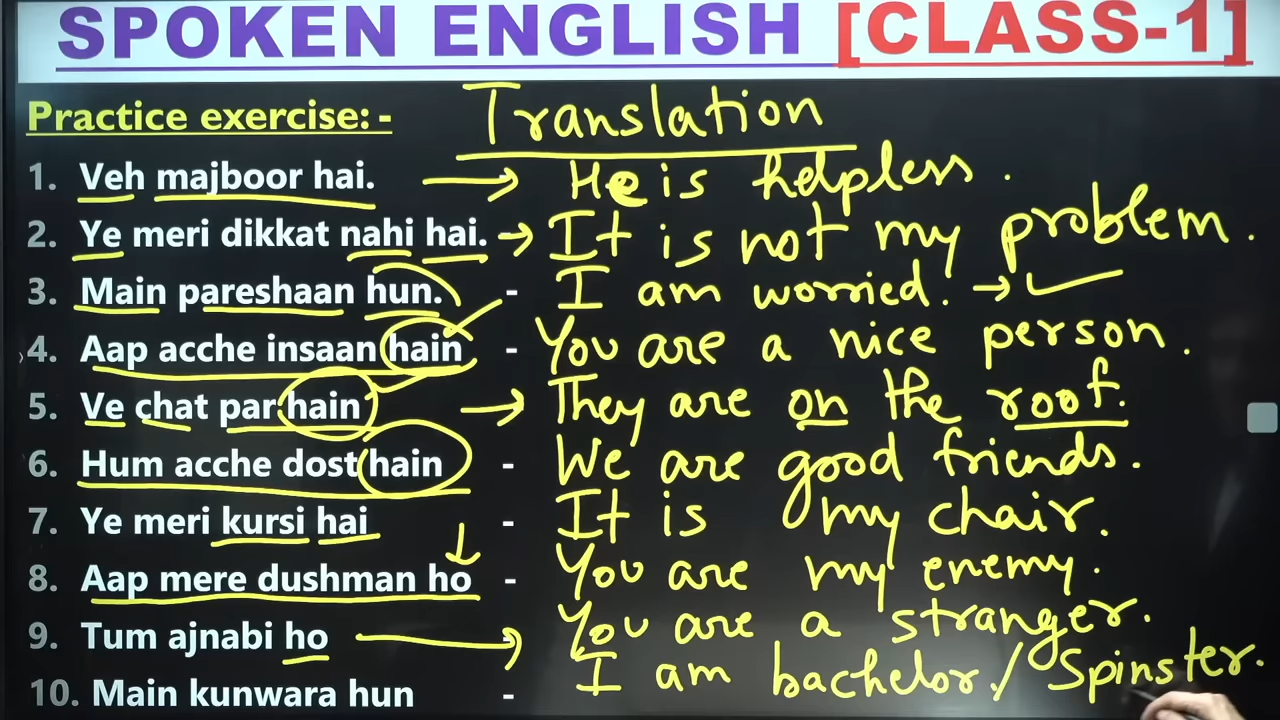 SPOKEN ENGLISH [CLASS-1]
Practice exercise: - Translation
1. Veh majboor hai. → He is helpless.
2. Ye meri dikkat nahi hai. → It is not my problem.
3. Main pareshaan hun. - I am worried. → ✓
4. Aap acche insaan hain - You are a nice person.
5. Ve chat par hain → They are on the roof.
6. Hum acche dost hain - We are good friends.
7. Ye meri kursi hai - It is my chair.
8. Aap mere dushman ho - You are my enemy.
9. Tum ajnabi ho → You are a stranger.
10. Main kunwara hun - I am bachelor./ Spinster.